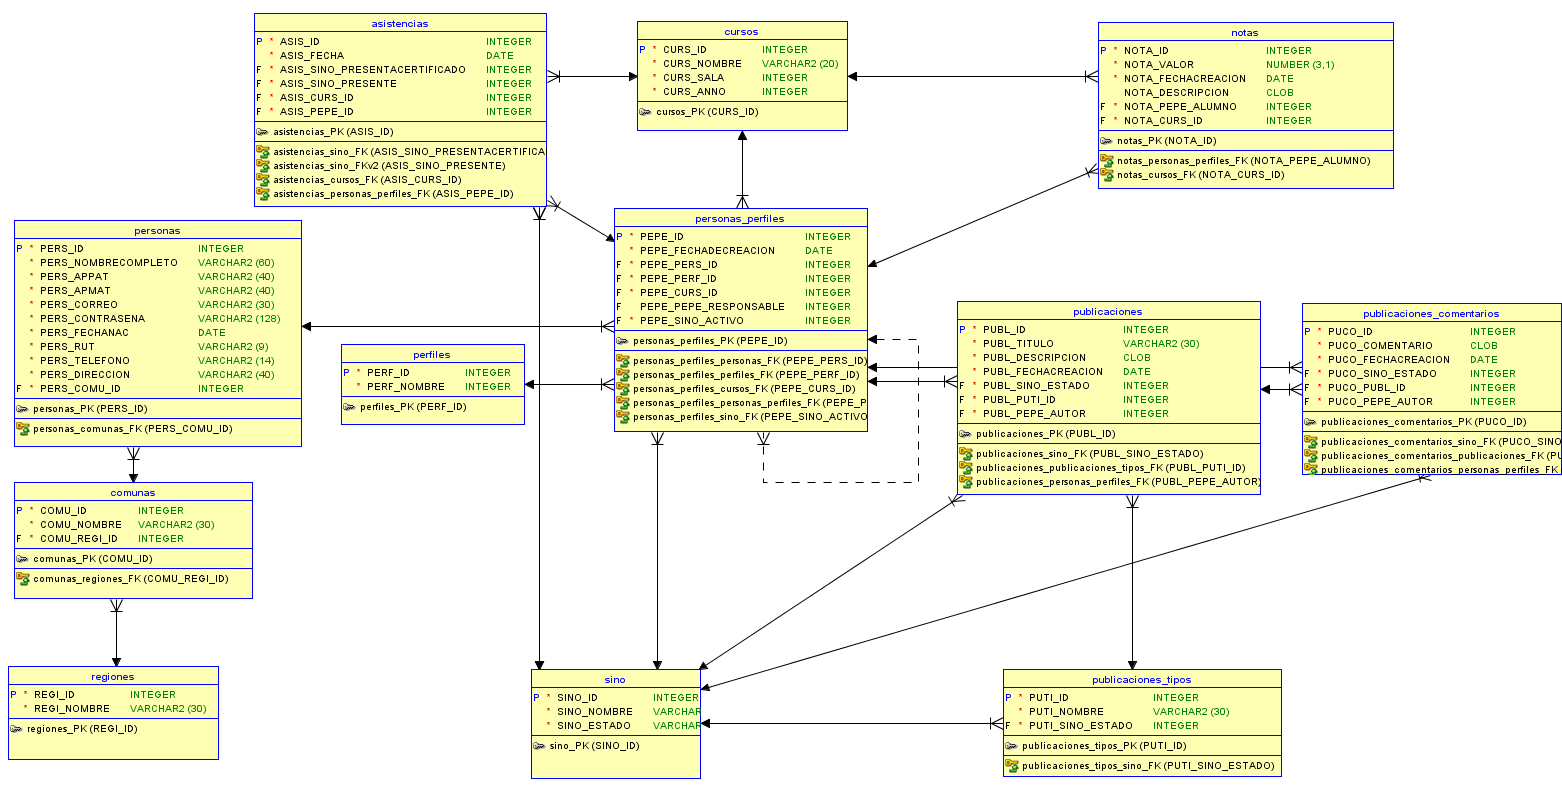 asistencias
P * ASIS_ID INTEGER
* ASIS_FECHA DATE
F * ASIS_SINO_PRESENTACERTIFICADO INTEGER
F * ASIS_SINO_PRESENTE INTEGER
F * ASIS_CURS_ID INTEGER
F * ASIS_PEPE_ID INTEGER
asistencias_PK (ASIS_ID)
asistencias_sino_FK (ASIS_SINO_PRESENTACERTIFICA
asistencias_sino_FKv2 (ASIS_SINO_PRESENTE)
asistencias_cursos_FK (ASIS_CURS_ID)
asistencias_personas_perfiles_FK (ASIS_PEPE_ID)
cursos
P * CURS_ID INTEGER
* CURS_NOMBRE VARCHAR2 (20)
* CURS_SALA INTEGER
* CURS_ANNO INTEGER
cursos_PK (CURS_ID)
notas
P * NOTA_ID INTEGER
* NOTA_VALOR NUMBER (3,1)
* NOTA_FECHACREACION DATE
NOTA_DESCRIPCION CLOB
F * NOTA_PEPE_ALUMNO INTEGER
F * NOTA_CURS_ID INTEGER
notas_PK (NOTA_ID)
notas_personas_perfiles_FK (NOTA_PEPE_ALUMNO)
notas_cursos_FK (NOTA_CURS_ID)
personas
P * PERS_ID INTEGER
* PERS_NOMBRECOMPLETO VARCHAR2 (60)
* PERS_APPAT VARCHAR2 (40)
* PERS_APMAT VARCHAR2 (40)
* PERS_CORREO VARCHAR2 (30)
* PERS_CONTRASENA VARCHAR2 (128)
* PERS_FECHANAC DATE
* PERS_RUT VARCHAR2 (9)
* PERS_TELEFONO VARCHAR2 (14)
* PERS_DIRECCION VARCHAR2 (40)
F * PERS_COMU_ID INTEGER
personas_PK (PERS_ID)
personas_comunas_FK (PERS_COMU_ID)
personas_perfiles
P * PEPE_ID INTEGER
* PEPE_FECHADECREACION DATE
F * PEPE_PERS_ID INTEGER
F * PEPE_PERF_ID INTEGER
F * PEPE_CURS_ID INTEGER
F PEPE_PEPE_RESPONSABLE INTEGER
F * PEPE_SINO_ACTIVO INTEGER
personas_perfiles_PK (PEPE_ID)
personas_perfiles_personas_FK (PEPE_PERS_ID)
personas_perfiles_perfiles_FK (PEPE_PERF_ID)
personas_perfiles_cursos_FK (PEPE_CURS_ID)
personas_perfiles_personas_perfiles_FK (PEPE_P
personas_perfiles_sino_FK (PEPE_SINO_ACTIVO
perfiles
P * PERF_ID INTEGER
* PERF_NOMBRE INTEGER
perfiles_PK (PERF_ID)
publicaciones
P * PUBL_ID INTEGER
* PUBL_TITULO VARCHAR2 (30)
* PUBL_DESCRIPCION CLOB
* PUBL_FECHACREACION DATE
F * PUBL_SINO_ESTADO INTEGER
F * PUBL_PUTI_ID INTEGER
F * PUBL_PEPE_AUTOR INTEGER
publicaciones_PK (PUBL_ID)
publicaciones_sino_FK (PUBL_SINO_ESTADO)
publicaciones_publicaciones_tipos_FK (PUBL_PUTI_ID)
publicaciones_personas_perfiles_FK (PUBL_PEPE_AUTOR)
publicaciones_comentarios
P * PUCO_ID INTEGER
* PUCO_COMENTARIO CLOB
* PUCO_FECHACREACION DATE
F * PUCO_SINO_ESTADO INTEGER
F * PUCO_PUBL_ID INTEGER
F * PUCO_PEPE_AUTOR INTEGER
publicaciones_comentarios_PK (PUCO_ID)
publicaciones_comentarios_sino_FK (PUCO_SINO
publicaciones_comentarios_publicaciones_FK (PU
publicaciones_comentarios_personas_perfiles_FK
comunas
P * COMU_ID INTEGER
* COMU_NOMBRE VARCHAR2 (30)
F * COMU_REGI_ID INTEGER
comunas_PK (COMU_ID)
comunas_regiones_FK (COMU_REGI_ID)
regiones
P * REGI_ID INTEGER
* REGI_NOMBRE VARCHAR2 (30)
regiones_PK (REGI_ID)
sino
P * SINO_ID INTEGER
* SINO_NOMBRE VARCHAR
* SINO_ESTADO VARCHAR
sino_PK (SINO_ID)
publicaciones_tipos
P * PUTI_ID INTEGER
* PUTI_NOMBRE VARCHAR2 (30)
F * PUTI_SINO_ESTADO INTEGER
publicaciones_tipos_PK (PUTI_ID)
publicaciones_tipos_sino_FK (PUTI_SINO_ESTADO)